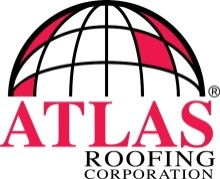 ®
ATLAS
ROOFING
CORPORATION